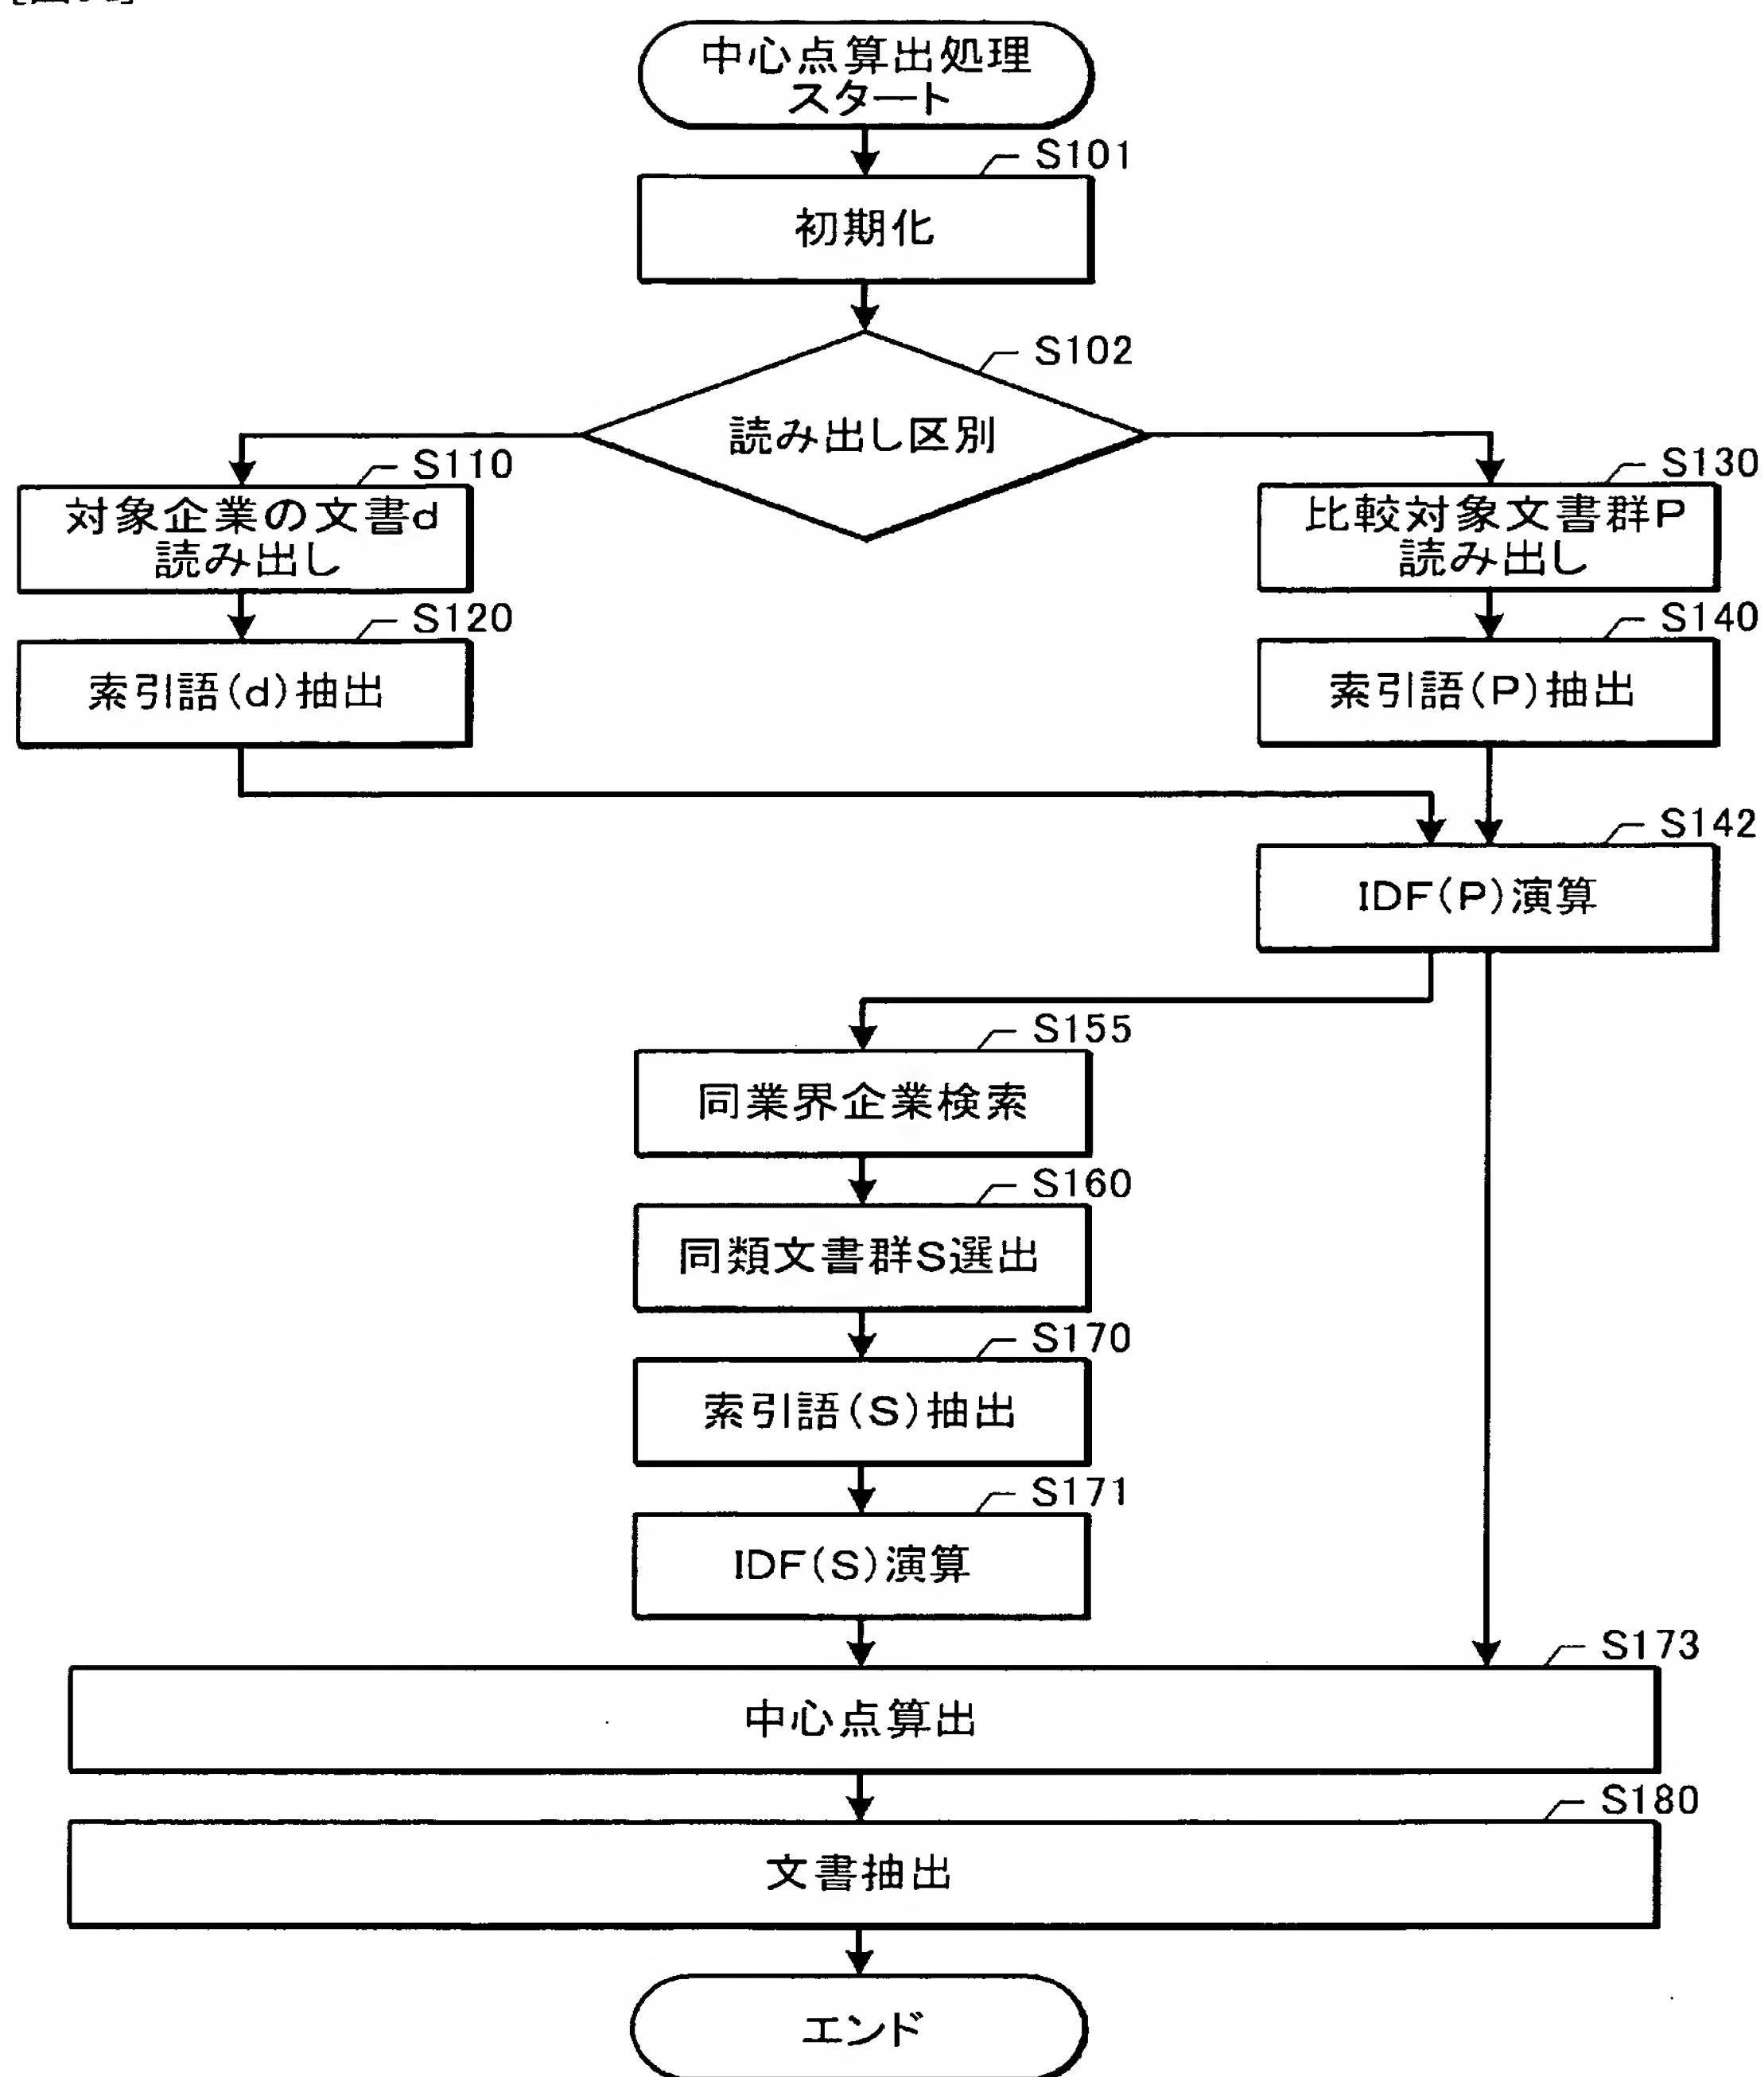 中心点算出処理
スタート
S101
初期化
S102
読み出し区別
S110
対象企業の文書d
読み出し
S130
比較対象文書群P
読み出し
S120
索引語(d)抽出
S140
索引語(P)抽出
S142
IDF(P)演算
S155
同業界企業検索
S160
同類文書群S選出
S170
索引語(S)抽出
S171
IDF(S)演算
S173
中心点算出
S180
文書抽出
エンド